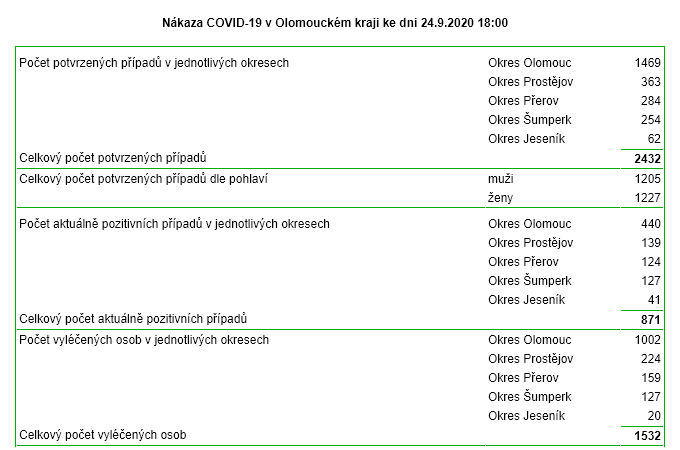 Nákaza COVID-19 v Olomouckém kraji ke dni 24.9.2020 18:00
Počet potvrzených případů v jednotlivých okresech Okres Olomouc 1469
Okres Prostějov 363
Okres Přerov 284
Okres Šumperk 254
Okres Jeseník 62
Celkový počet potvrzených případů 2432
Celkový počet potvrzených případů dle pohlaví muži 1205
ženy 1227
Počet aktuálně pozitivních případů v jednotlivých okresech Okres Olomouc 440
Okres Prostějov 139
Okres Přerov 124
Okres Šumperk 127
Okres Jeseník 41
Celkový počet aktuálně pozitivních případů 871
Počet vyléčených osob v jednotlivých okresech Okres Olomouc 1002
Okres Prostějov 224
Okres Přerov 159
Okres Šumperk 127
Okres Jeseník 20
Celkový počet vyléčených osob 1532